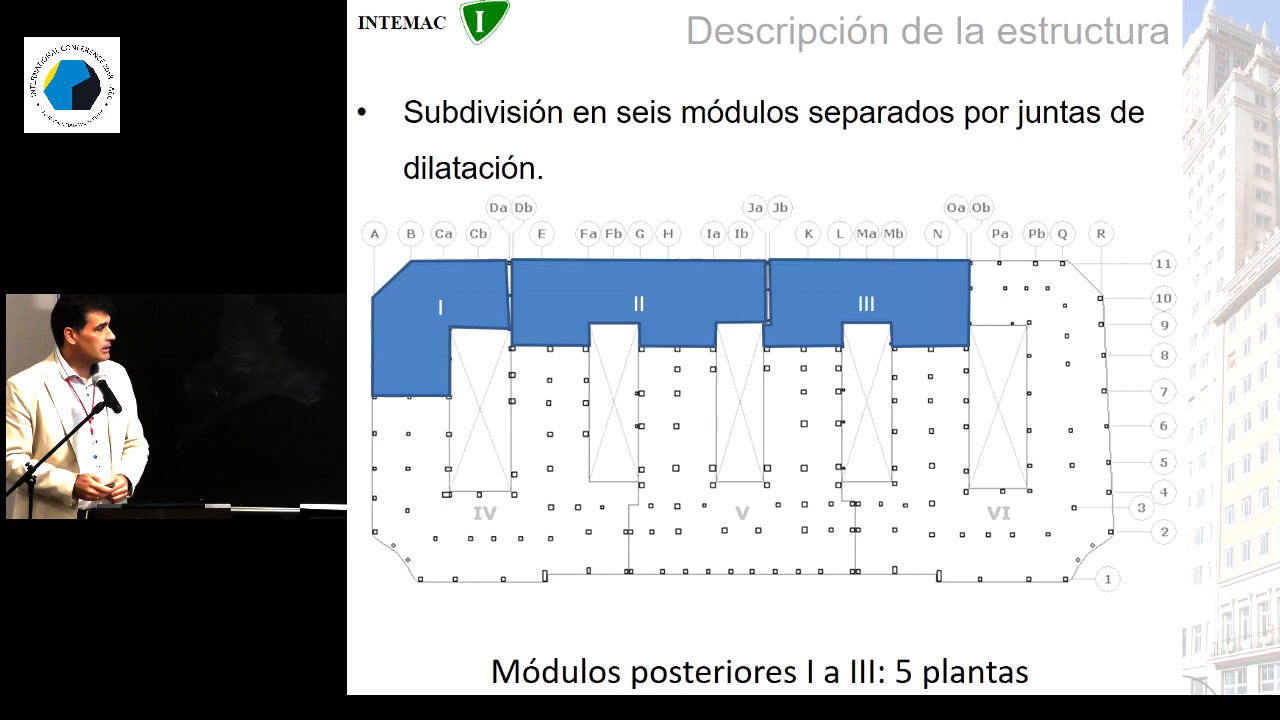 INTEMAC I
Descripción de la estructura
• Subdivisión en seis módulos separados por juntas de
dilatación.
Da Db Ja Jb Oa Ob
A B Ca Cb E Fa Fb G H Ia Ib K L Ma Mb N Pa Pb Q R
11
I II III
10
9
8
7
6
5
4
IV V VI 3
2
1
Módulos posteriores I a III: 5 plantas
INTERNATIONAL CONFERENCE